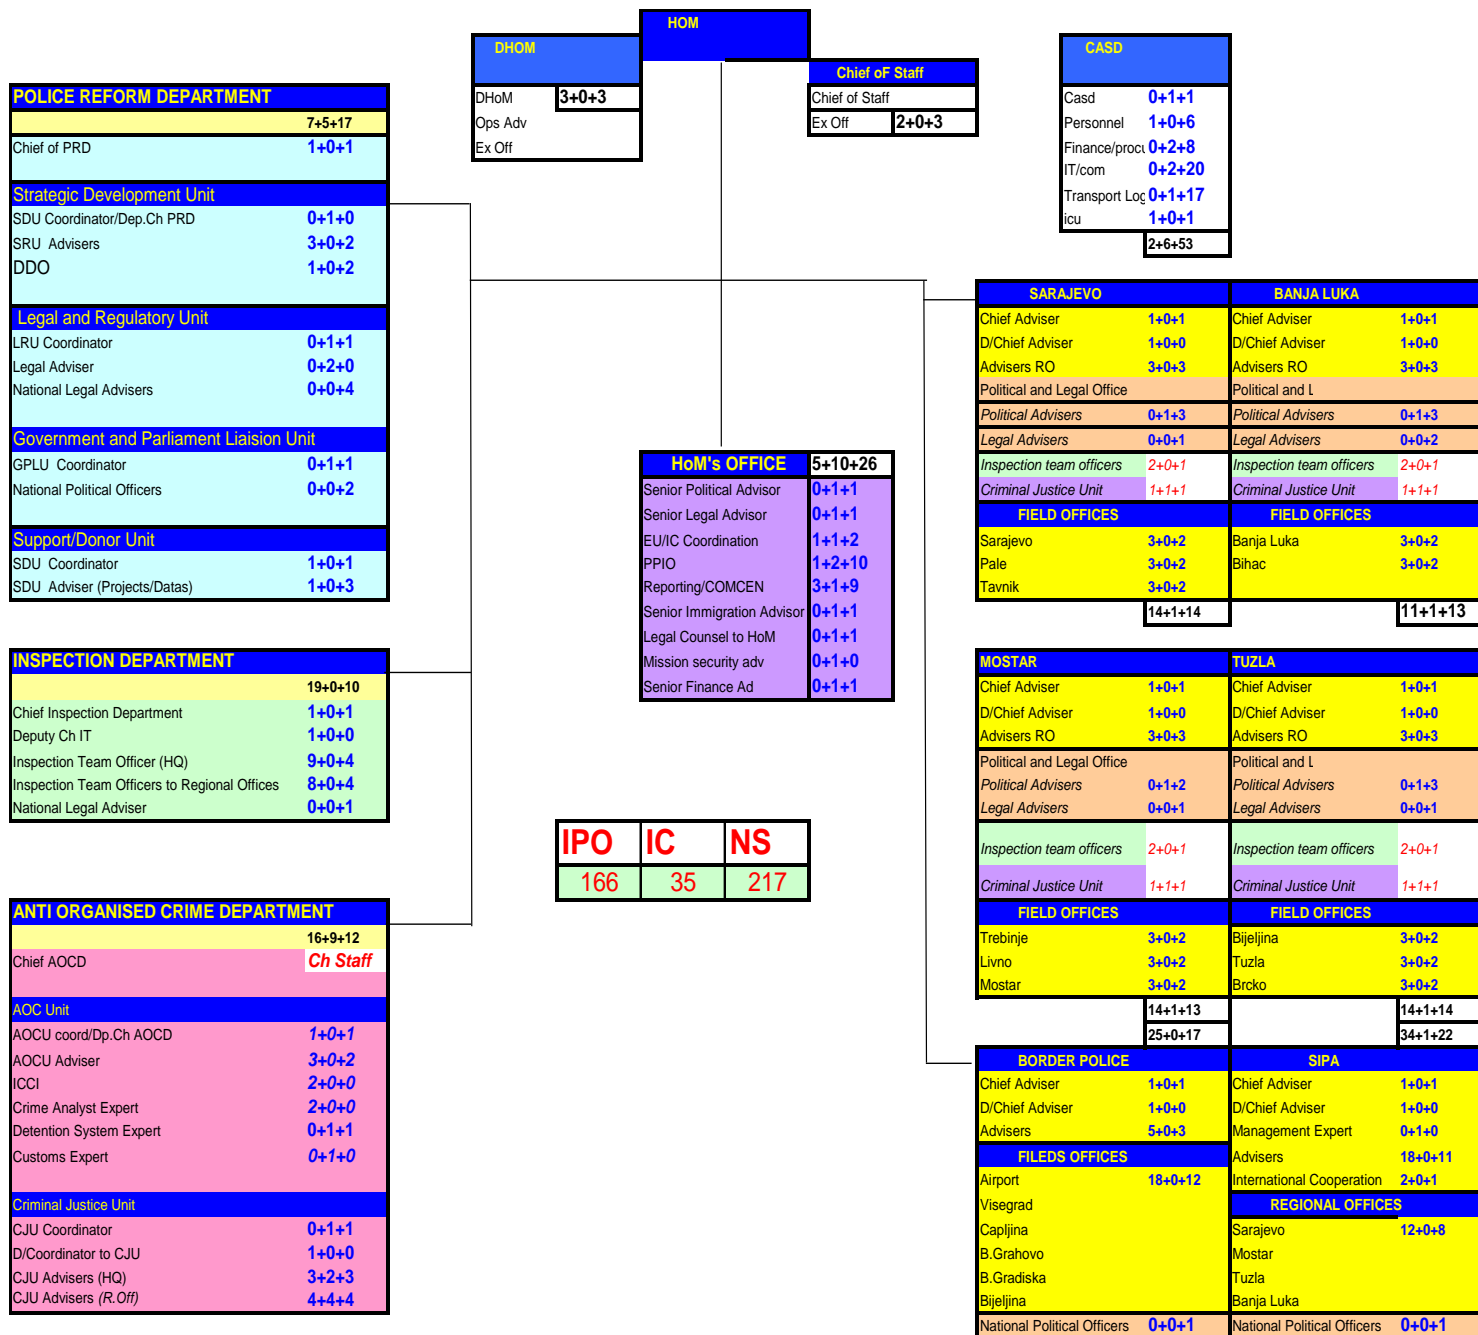 HOM
DHOM
DHoM 3+0+3
Ops Adv
Ex Off
Chief oF Staff
Chief of Staff
Ex Off 2+0+3
CASD
Casd 0+1+1
Personnel 1+0+6
Finance/procu 0+2+8
IT/com 0+2+20
Transport Log 0+1+17
icu 1+0+1
2+6+53
POLICE REFORM DEPARTMENT
7+5+17
Chief of PRD 1+0+1
Strategic Development Unit
SDU Coordinator/Dep.Ch PRD 0+1+0
SRU Advisers 3+0+2
DDO 1+0+2
Legal and Regulatory Unit
LRU Coordinator 0+1+1
Legal Adviser 0+2+0
National Legal Advisers 0+0+4
Government and Parliament Liaision Unit
GPLU Coordinator 0+1+1
National Political Officers 0+0+2
Support/Donor Unit
SDU Coordinator 1+0+1
SDU Adviser (Projects/Datas) 1+0+3
INSPECTION DEPARTMENT
19+0+10
Chief Inspection Department 1+0+1
Deputy Ch IT 1+0+0
Inspection Team Officer (HQ) 9+0+4
Inspection Team Officers to Regional Offices 8+0+4
National Legal Adviser 0+0+1
ANTI ORGANISED CRIME DEPARTMENT
16+9+12
Chief AOCD Ch Staff
AOC Unit
AOCU coord/Dp.Ch AOCD 1+0+1
AOCU Adviser 3+0+2
ICCI 2+0+0
Crime Analyst Expert 2+0+0
Detention System Expert 0+1+1
Customs Expert 0+1+0
Criminal Justice Unit
CJU Coordinator 0+1+1
D/Coordinator to CJU 1+0+0
CJU Advisers (HQ) 3+2+3
CJU Advisers (R.Off) 4+4+4
HoM's OFFICE 5+10+26
Senior Political Advisor 0+1+1
Senior Legal Advisor 0+1+1
EU/IC Coordination 1+1+2
PPIO 1+2+10
Reporting/COMCEN 3+1+9
Senior Immigration Advisor 0+1+1
Legal Counsel to HoM 0+1+1
Mission security adv 0+1+0
Senior Finance Ad 0+1+1
IPO IC NS
166 35 217
SARAJEVO
Chief Adviser 1+0+1
D/Chief Adviser 1+0+0
Advisers RO 3+0+3
Political and Legal Office
Political Advisers 0+1+3
Legal Advisers 0+0+1
Inspection team officers 2+0+1
Criminal Justice Unit 1+1+1
FIELD OFFICES
Sarajevo 3+0+2
Pale 3+0+2
Tavnik 3+0+2
14+1+14
BANJA LUKA
Chief Adviser 1+0+1
D/Chief Adviser 1+0+0
Advisers RO 3+0+3
Political and L
Political Advisers 0+1+3
Legal Advisers 0+0+2
Inspection team officers 2+0+1
Criminal Justice Unit 1+1+1
FIELD OFFICES
Banja Luka 3+0+2
Bihac 3+0+2
11+1+13
MOSTAR
Chief Adviser 1+0+1
D/Chief Adviser 1+0+0
Advisers RO 3+0+3
Political and Legal Office
Political Advisers 0+1+2
Legal Advisers 0+0+1
Inspection team officers 2+0+1
Criminal Justice Unit 1+1+1
FIELD OFFICES
Trebinje 3+0+2
Livno 3+0+2
Mostar 3+0+2
14+1+13
25+0+17
TUZLA
Chief Adviser 1+0+1
D/Chief Adviser 1+0+0
Advisers RO 3+0+3
Political and L
Political Advisers 0+1+3
Legal Advisers 0+0+1
Inspection team officers 2+0+1
Criminal Justice Unit 1+1+1
FIELD OFFICES
Bijeljina 3+0+2
Tuzla 3+0+2
Brcko 3+0+2
14+1+14
34+1+22
BORDER POLICE
Chief Adviser 1+0+1
D/Chief Adviser 1+0+0
Advisers 5+0+3
FILEDS OFFICES
Airport 18+0+12
Visegrad
Capljina
B.Grahovo
B.Gradiska
Bijeljina
National Political Officers 0+0+1
SIPA
Chief Adviser 1+0+1
D/Chief Adviser 1+0+0
Management Expert 0+1+0
Advisers 18+0+11
International Cooperation 2+0+1
REGIONAL OFFICES
Sarajevo 12+0+8
Mostar
Tuzla
Banja Luka
National Political Officers 0+0+1